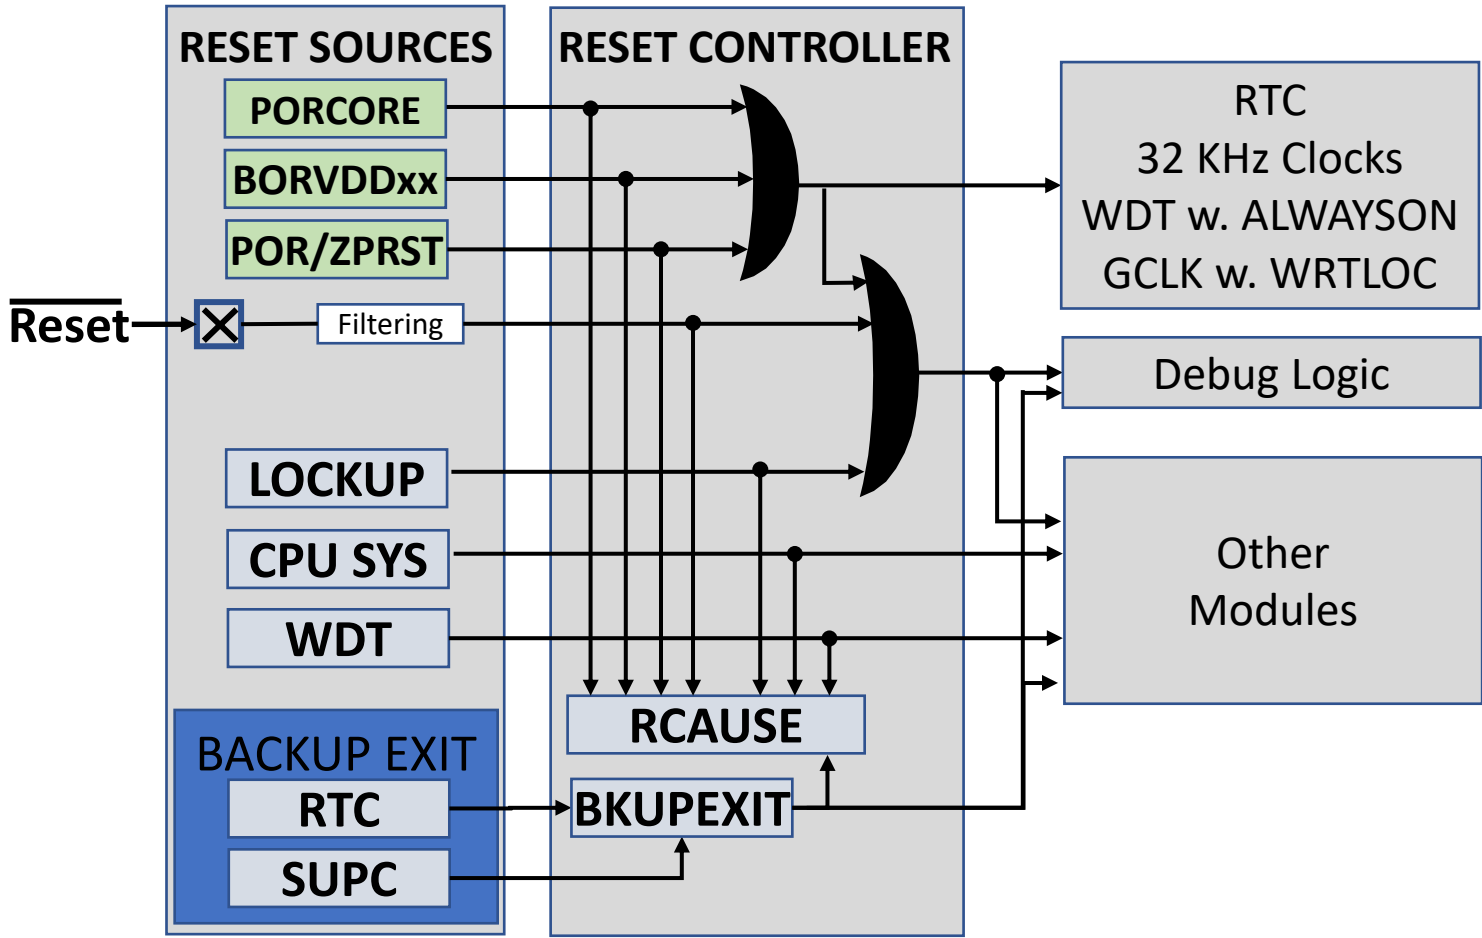 RESET SOURCES
RESET CONTROLLER
PORCORE
BORVDDxx
POR/ZPRST
Reset
Filtering
LOCKUP
CPU SYS
WDT
BACKUP EXIT
RTC
SUPC
RCAUSE
BKUPEXIT
RTC
32 KHz Clocks
WDT w. ALWAYSON
GCLK w. WRTLOC
Debug Logic
Other
Modules